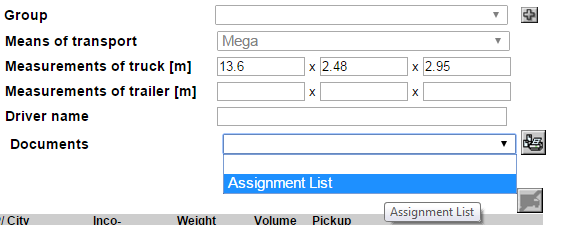 Group
Means of transport Mega
Measurements of truck [m] 13.6 x 2.48 x 2.95
Measurements of trailer [m] x x
Driver name
Documents
Assignment List
Assignment List
/ City Inco- Weight Volume Pickup